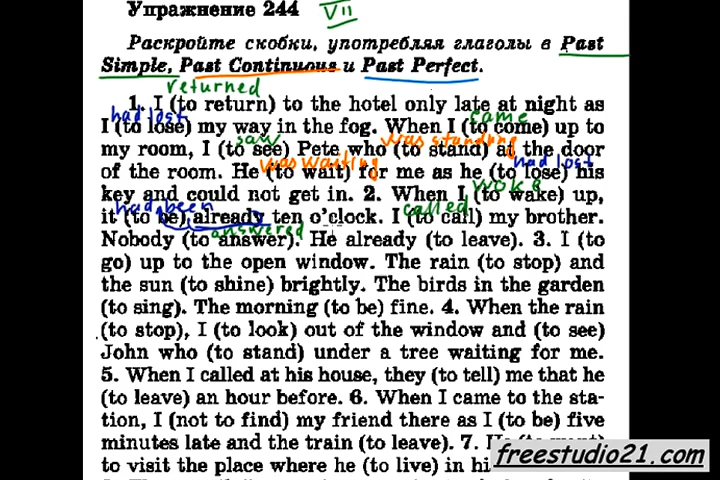 Упражнение 244 VII
Раскройте скобки, употребляя глаголы в Past
Simple, Past Continuous и Past Perfect.
returned
1. I (to return) to the hotel only late at night as
had lost came
I (to lose) my way in the fog. When I (to come) up to
saw was standing
my room, I (to see) Pete who (to stand) at the door
was waiting had lost
of the room. He (to wait) for me as he (to lose) his
woke
key and could not get in. 2. When I (to wake) up,
had been called
it (to be) already ten o'clock. I (to call) my brother.
answered
Nobody (to answer). He already (to leave). 3. I (to
go) up to the open window. The rain (to stop) and
the sun (to shine) brightly. The birds in the garden
(to sing). The morning (to be) fine. 4. When the rain
(to stop), I (to look) out of the window and (to see)
John who (to stand) under a tree waiting for me.
5. When I called at his house, they (to tell) me that he
(to leave) an hour before. 6. When I came to the sta-
tion, I (not to find) my friend there as I (to be) five
minutes late and the train (to leave). 7.
to visit the place where he (to live) in hi
freestudio21.com